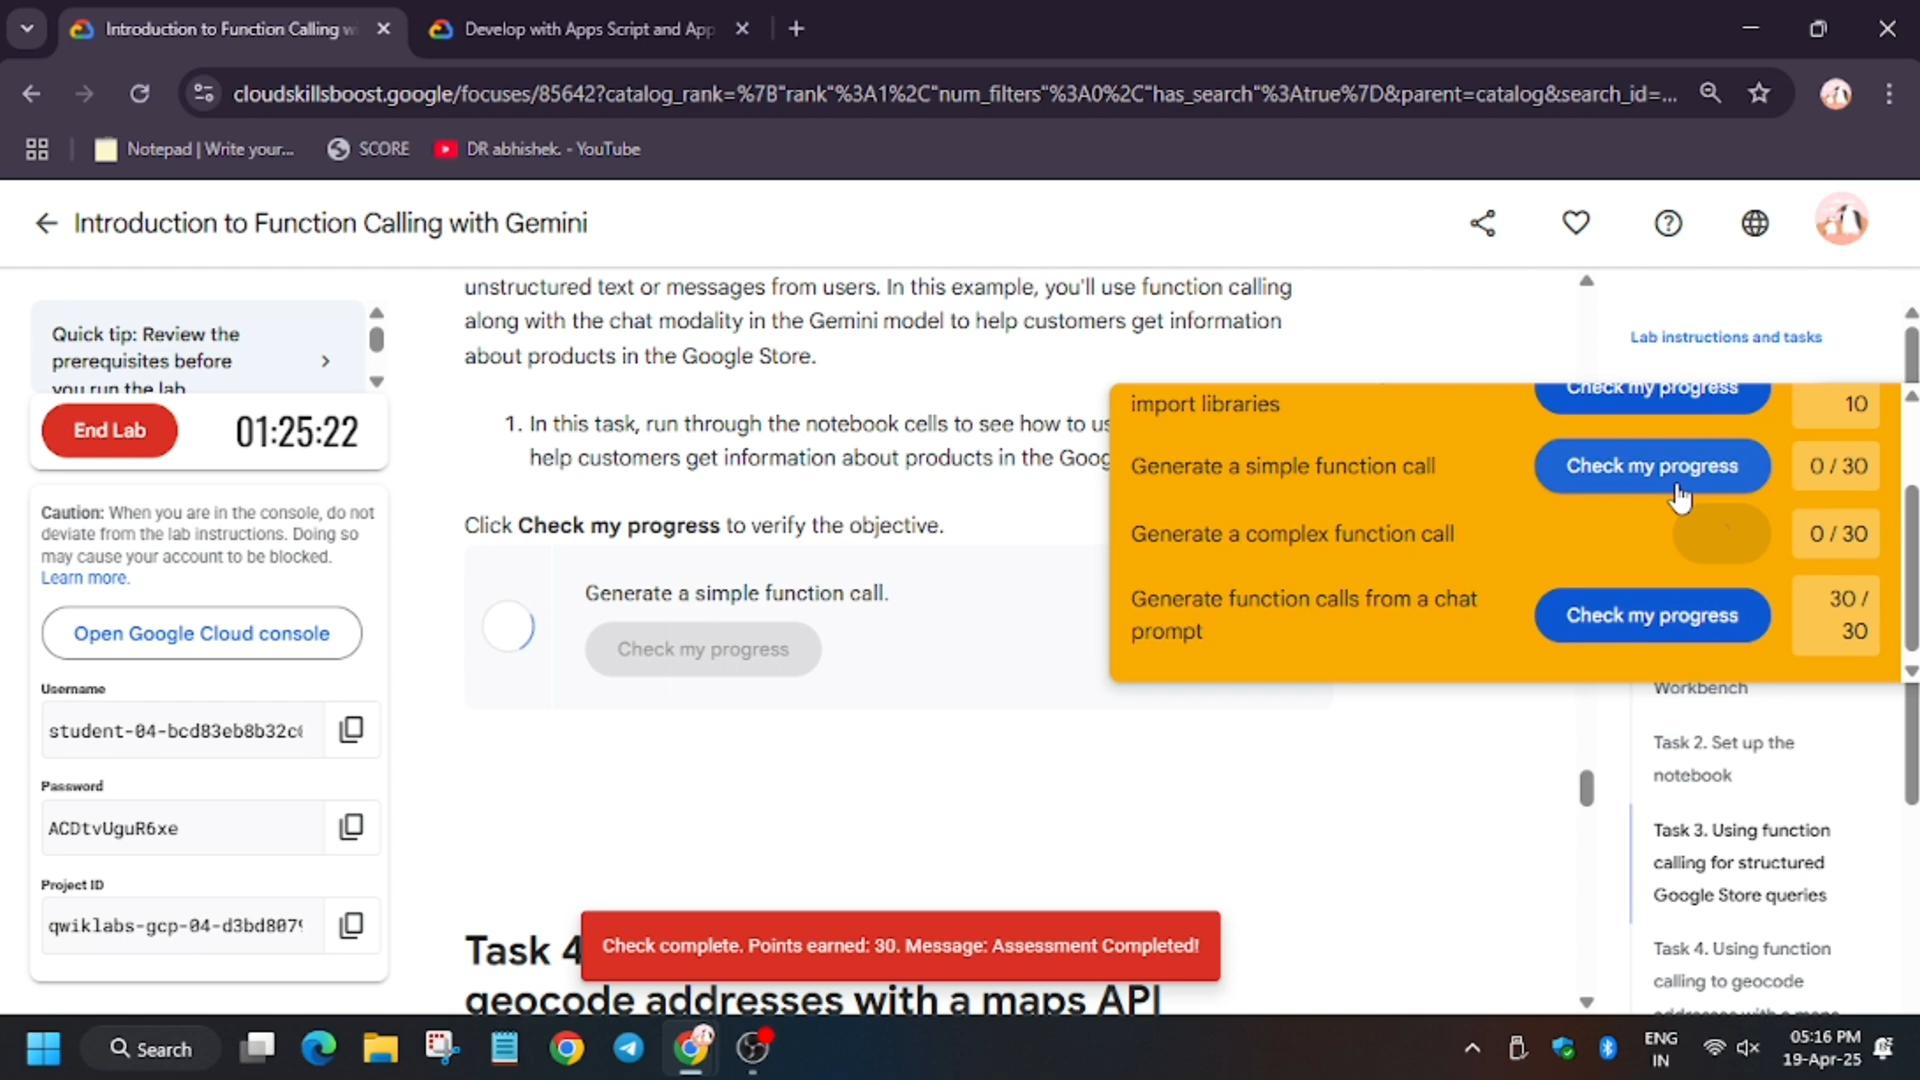 Introduction to Function Calling wi
Develop with Apps Script and App
cloudskillsboost.google/focuses/85642?catalog_rank=%7B"rank"%3A1%2C"num_filters"%3A0%2C"has_search"%3Atrue%7D&parent=catalog&search_id=...
Notepad | Write your...
SCORE
DR abhishek. - YouTube
Introduction to Function Calling with Gemini
Quick tip: Review the
prerequisites before
you run the lab
End Lab
01:25:22
Caution: When you are in the console, do not
deviate from the lab instructions. Doing so
may cause your account to be blocked.
Learn more.
Open Google Cloud console
Username
student-04-bcd83eb8b32c
Password
ACDtvUguR6xe
Project ID
qwiklabs-gcp-04-d3bd807
unstructured text or messages from users. In this example, you'll use function calling
along with the chat modality in the Gemini model to help customers get information
about products in the Google Store.
1. In this task, run through the notebook cells to see how to us
help customers get information about products in the Goog
Click Check my progress to verify the objective.
Generate a simple function call.
Check my progress
Task 4
geocode addresses with a maps API
Check complete. Points earned: 30. Message: Assessment Completed!
Lab instructions and tasks
import libraries
Check my progress
10
Generate a simple function call
Check my progress
0 / 30
Generate a complex function call
0 / 30
Generate function calls from a chat
prompt
Check my progress
30 /
30
Workbench
Task 2. Set up the
notebook
Task 3. Using function
calling for structured
Google Store queries
Task 4. Using function
calling to geocode
addresses with a maps
Search
ENG
IN
05:16 PM
19-Apr-25